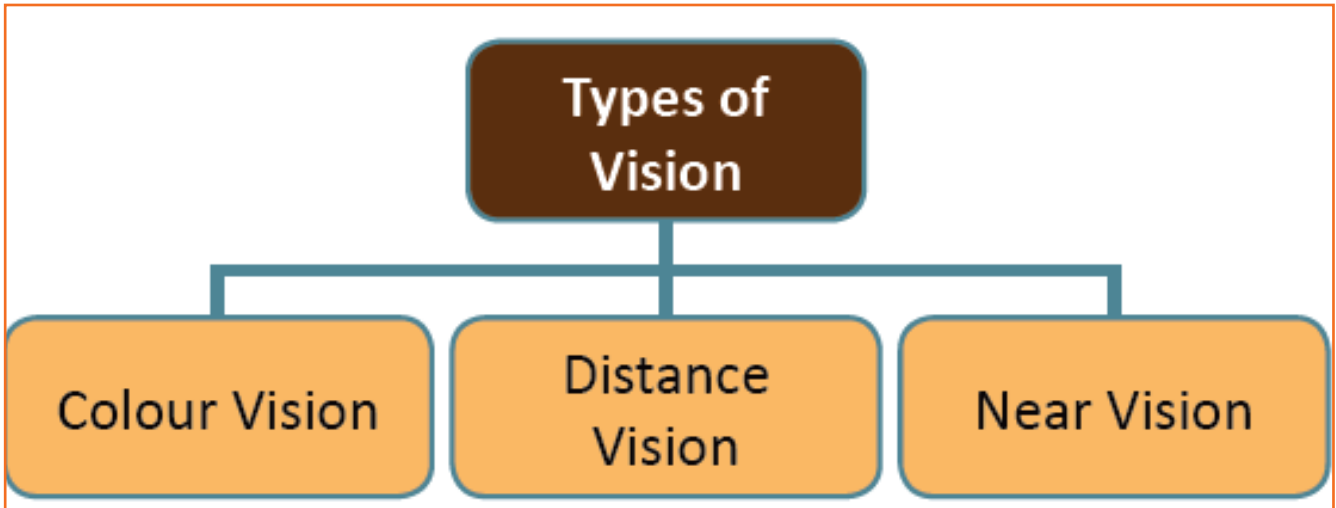 Types of
Vision
Colour Vision
Distance
Vision
Near Vision